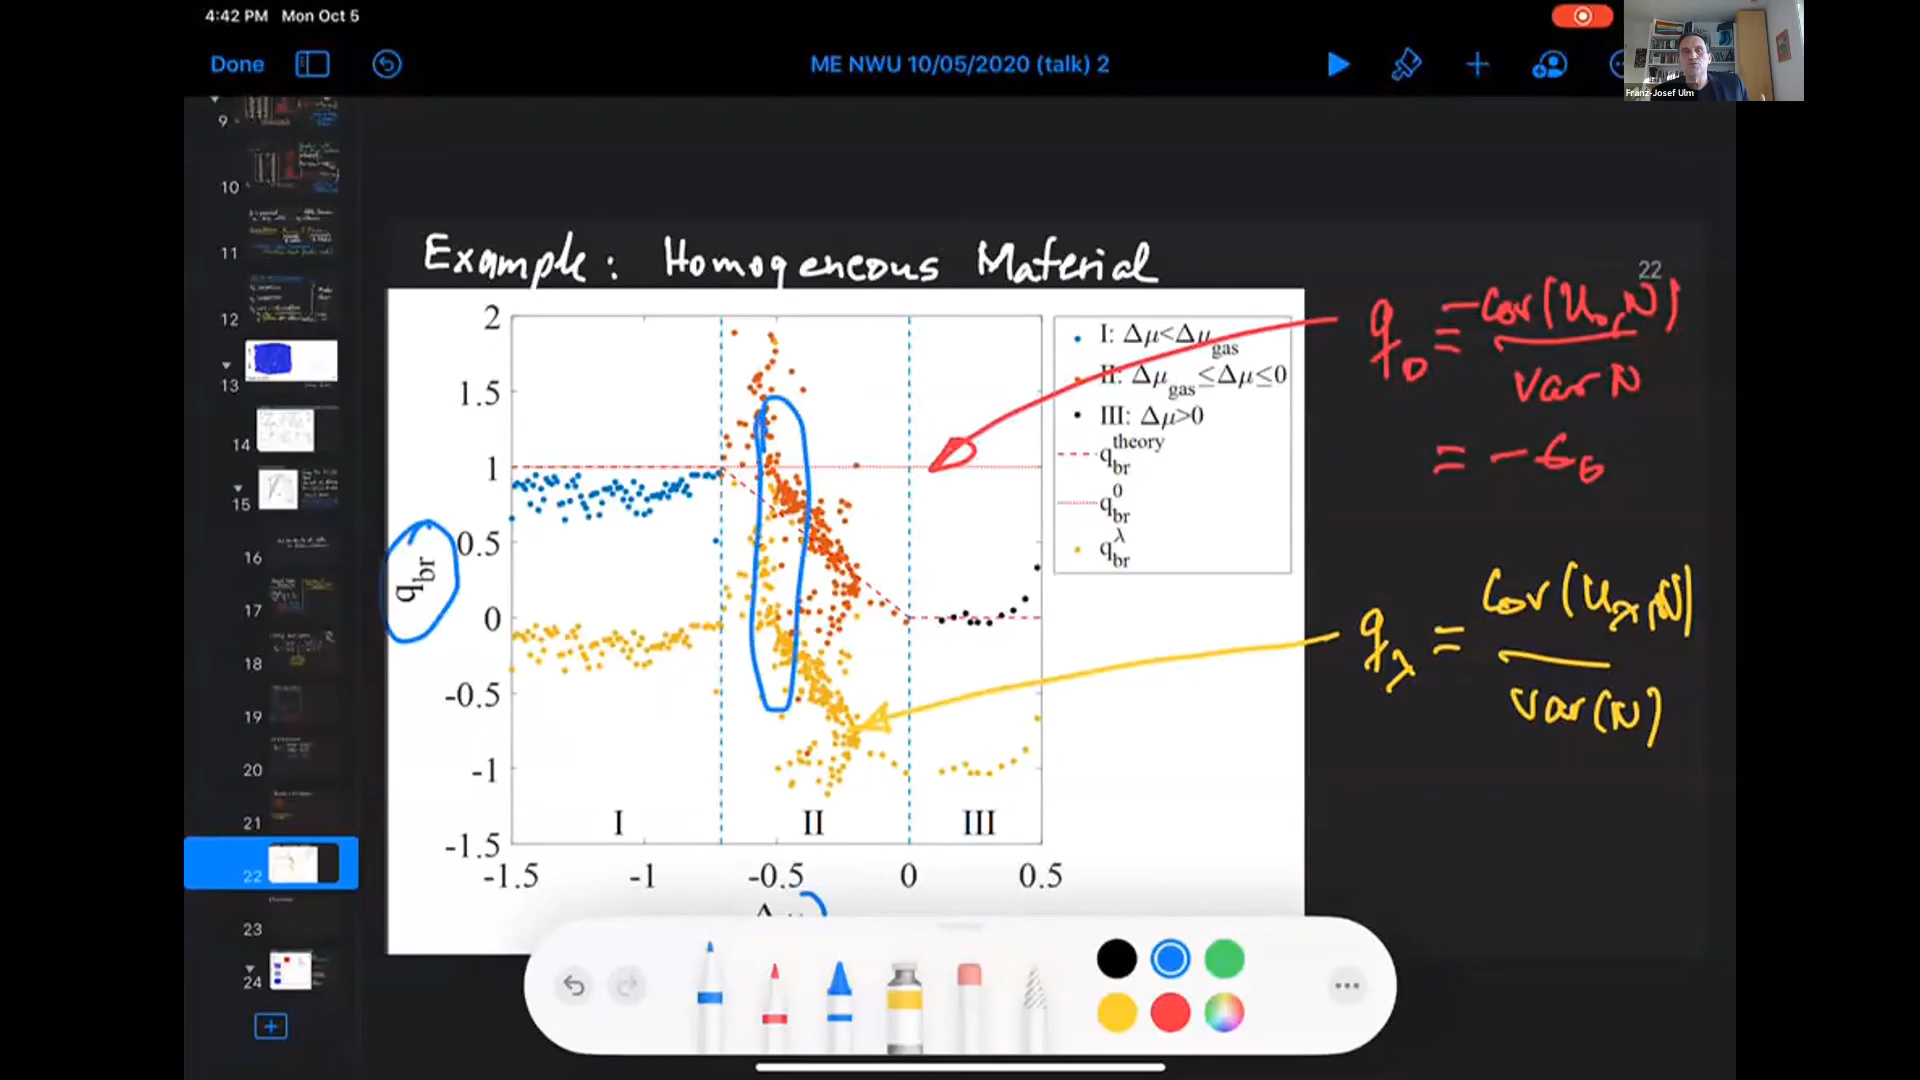 4:42 PM Mon Oct 5
Done
ME NWU 10/05/2020 (talk) 2
Franz-Josef Ulm
9
10
11
12
13
14
15
16
17
18
19
20
21
22
23
24
Example: Homogeneous Material
22
2
1.5
1
0.5
0
-0.5
-1
-1.5
q_br
-1.5 -1 -0.5 0 0.5
I II III
I: Δμ<Δμ_gas
II: Δμ_gas≤Δμ≤0
III: Δμ>0
q_br^theory
q_br^0
q_br^λ
q_0 = -Cov(U_0,N)
var N
= -ϵ_0
q_λ = Cov(U_λ,N)
var(N)